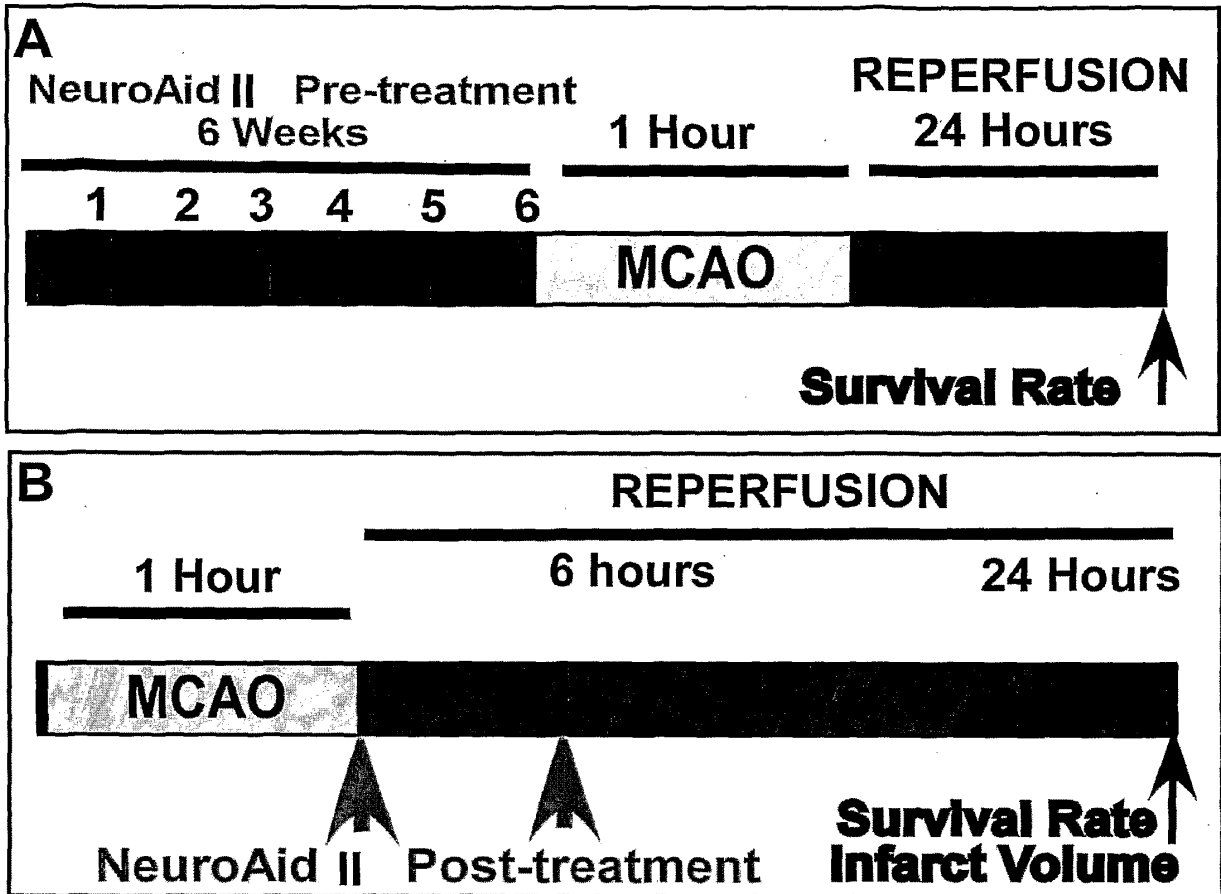 A
NeuroAid II Pre-treatment
6 Weeks
1 Hour
REPERFUSION
24 Hours
1 2 3 4 5 6
MCAO
Survival Rate
B
REPERFUSION
1 Hour
6 hours
24 Hours
MCAO
NeuroAid II Post-treatment
Survival Rate
Infarct Volume